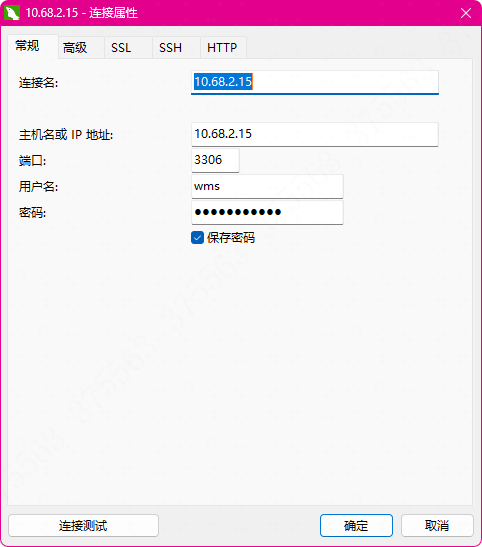 10.68.2.15 - 连接属性
常规 高级 SSL SSH HTTP
连接名: 10.68.2.15
主机名或 IP 地址: 10.68.2.15
端口: 3306
用户名: wms
密码: ●●●●●●●●●●●
保存密码
连接测试 确定 取消